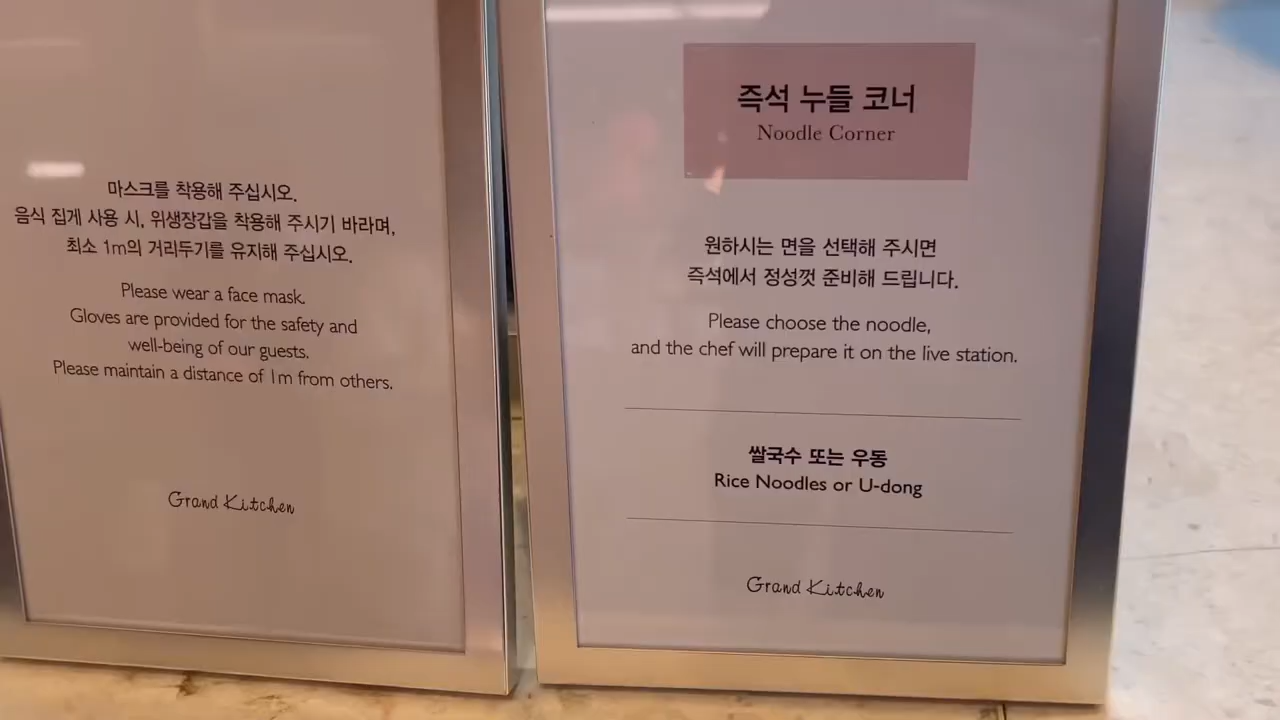 마스크를 착용해 주십시오.
음식 집게 사용 시, 위생장갑을 착용해 주시기 바라며,
최소 1m의 거리두기를 유지해 주십시오.
Please wear a face mask.
Gloves are provided for the safety and
well-being of our guests.
Please maintain a distance of 1m from others.
Grand Kitchen
즉석 누들 코너
Noodle Corner
원하시는 면을 선택해 주시면
즉석에서 정성껏 준비해 드립니다.
Please choose the noodle,
and the chef will prepare it on the live station.
쌀국수 또는 우동
Rice Noodles or U-dong
Grand Kitchen